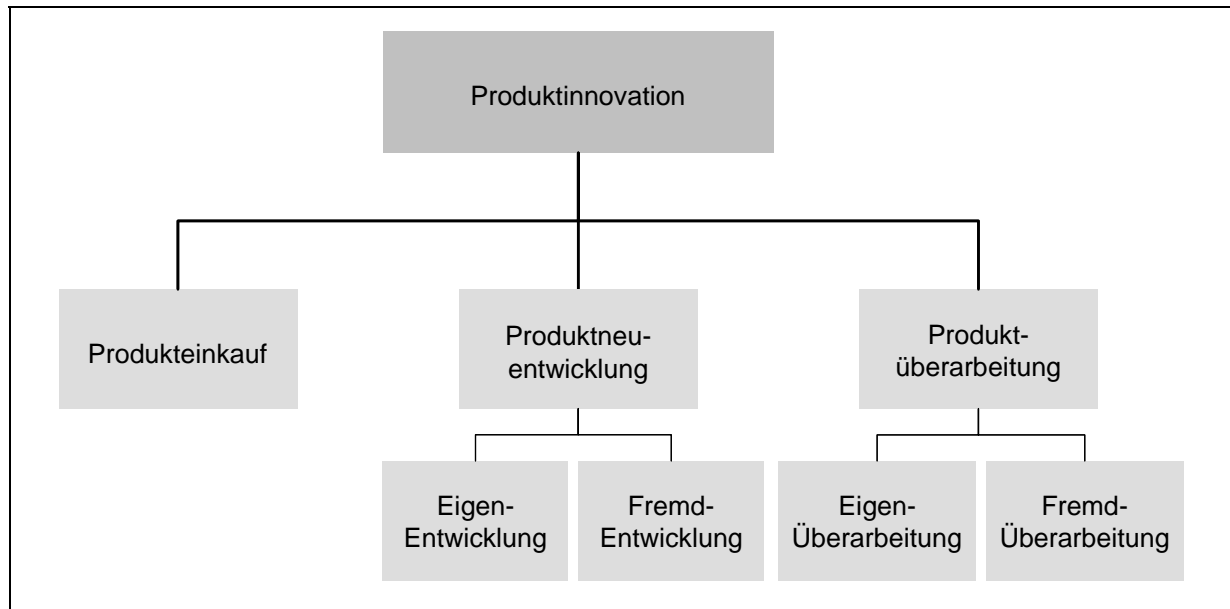 Produktinnovation
Produkteinkauf
Produktneu-
entwicklung
Produkt-
überarbeitung
Eigen-
Entwicklung
Fremd-
Entwicklung
Eigen-
Überarbeitung
Fremd-
Überarbeitung